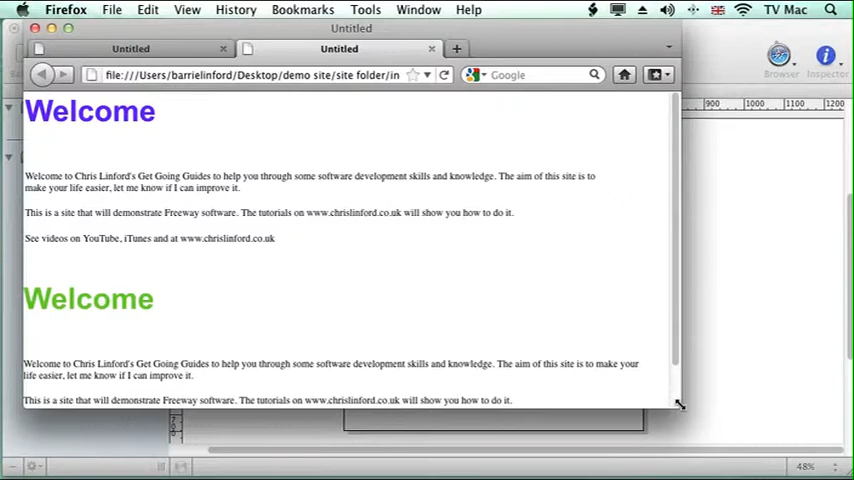 Firefox File Edit View History Bookmarks Tools Window Help TV Mac
Untitled
Untitled Untitled
file:///Users/barrielinford/Desktop/demo site/site folder/in Google
Browser Inspector
900 1000 1100 1200
Welcome
Welcome to Chris Linford's Get Going Guides to help you through some software development skills and knowledge. The aim of this site is to
make your life easier, let me know if I can improve it.
This is a site that will demonstrate Freeway software. The tutorials on www.chrislinford.co.uk will show you how to do it.
See videos on YouTube, iTunes and at www.chrislinford.co.uk
Welcome
Welcome to Chris Linford's Get Going Guides to help you through some software development skills and knowledge. The aim of this site is to make your
life easier, let me know if I can improve it.
This is a site that will demonstrate Freeway software. The tutorials on www.chrislinford.co.uk will show you how to do it.
48%